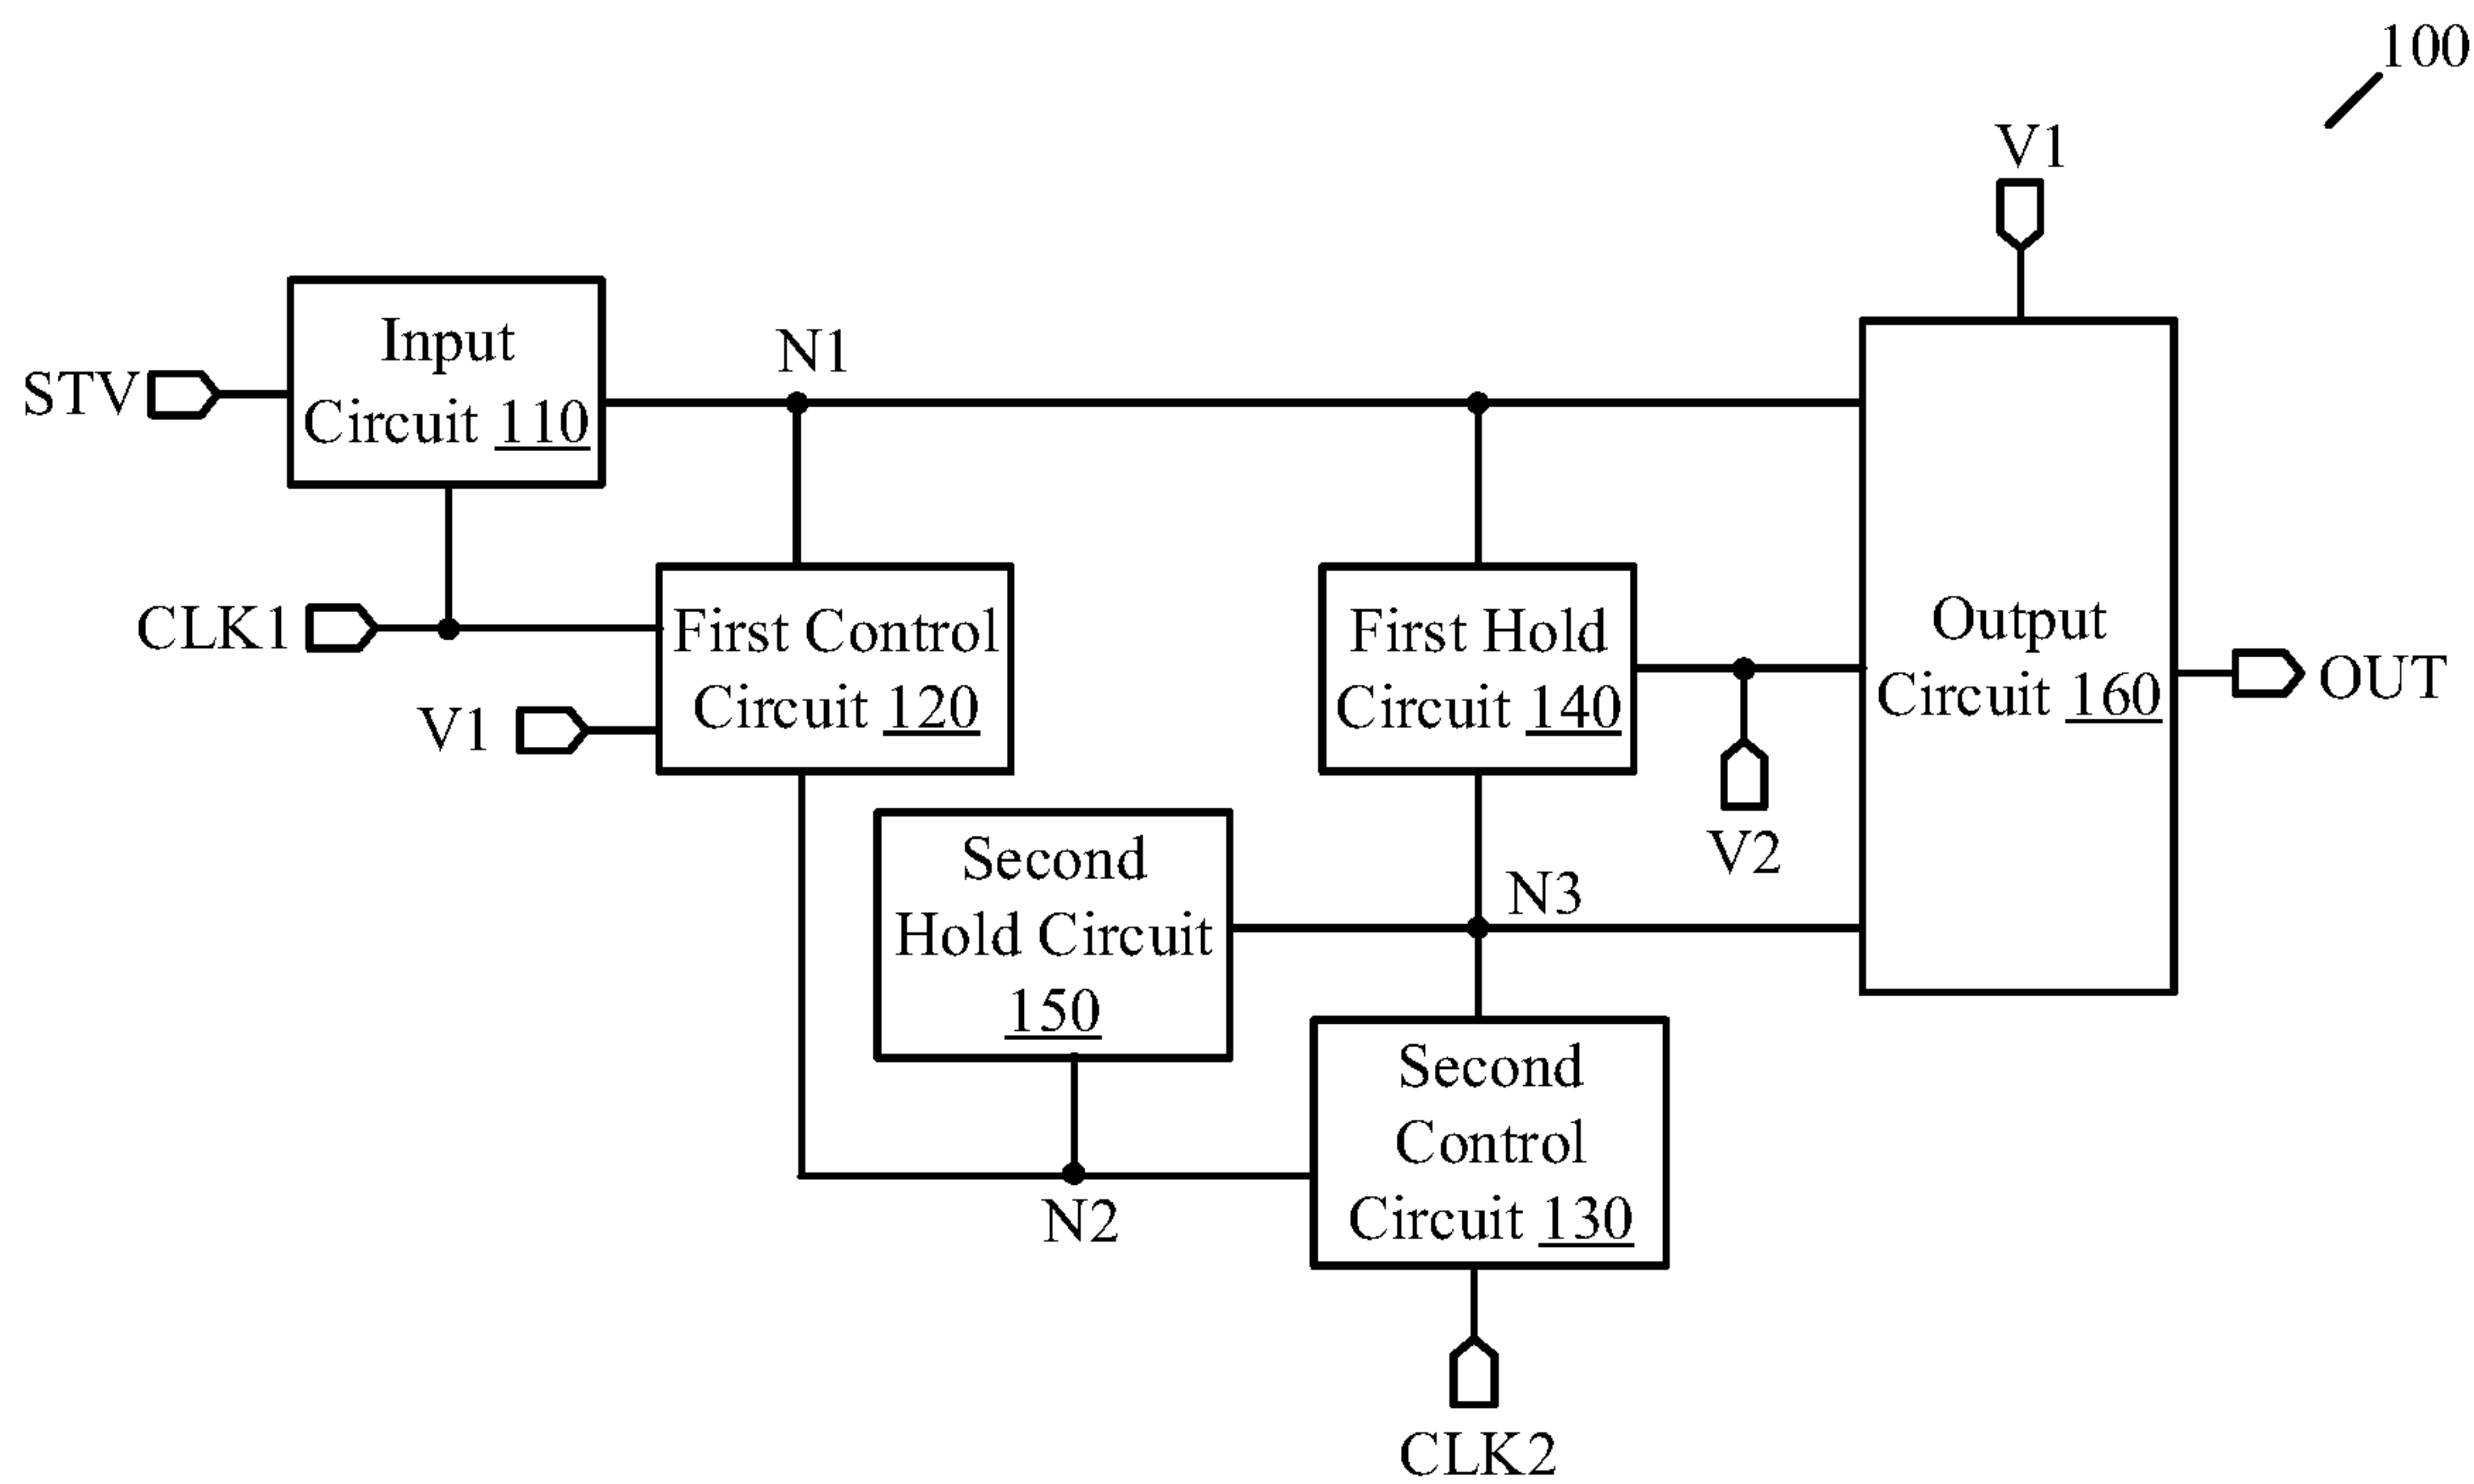 100
V1
Input
Circuit 110
STV
N1
CLK1
First Control
Circuit 120
V1
First Hold
Circuit 140
V2
Output
Circuit 160
OUT
Second
Hold Circuit
150
N3
N2
Second
Control
Circuit 130
CLK2